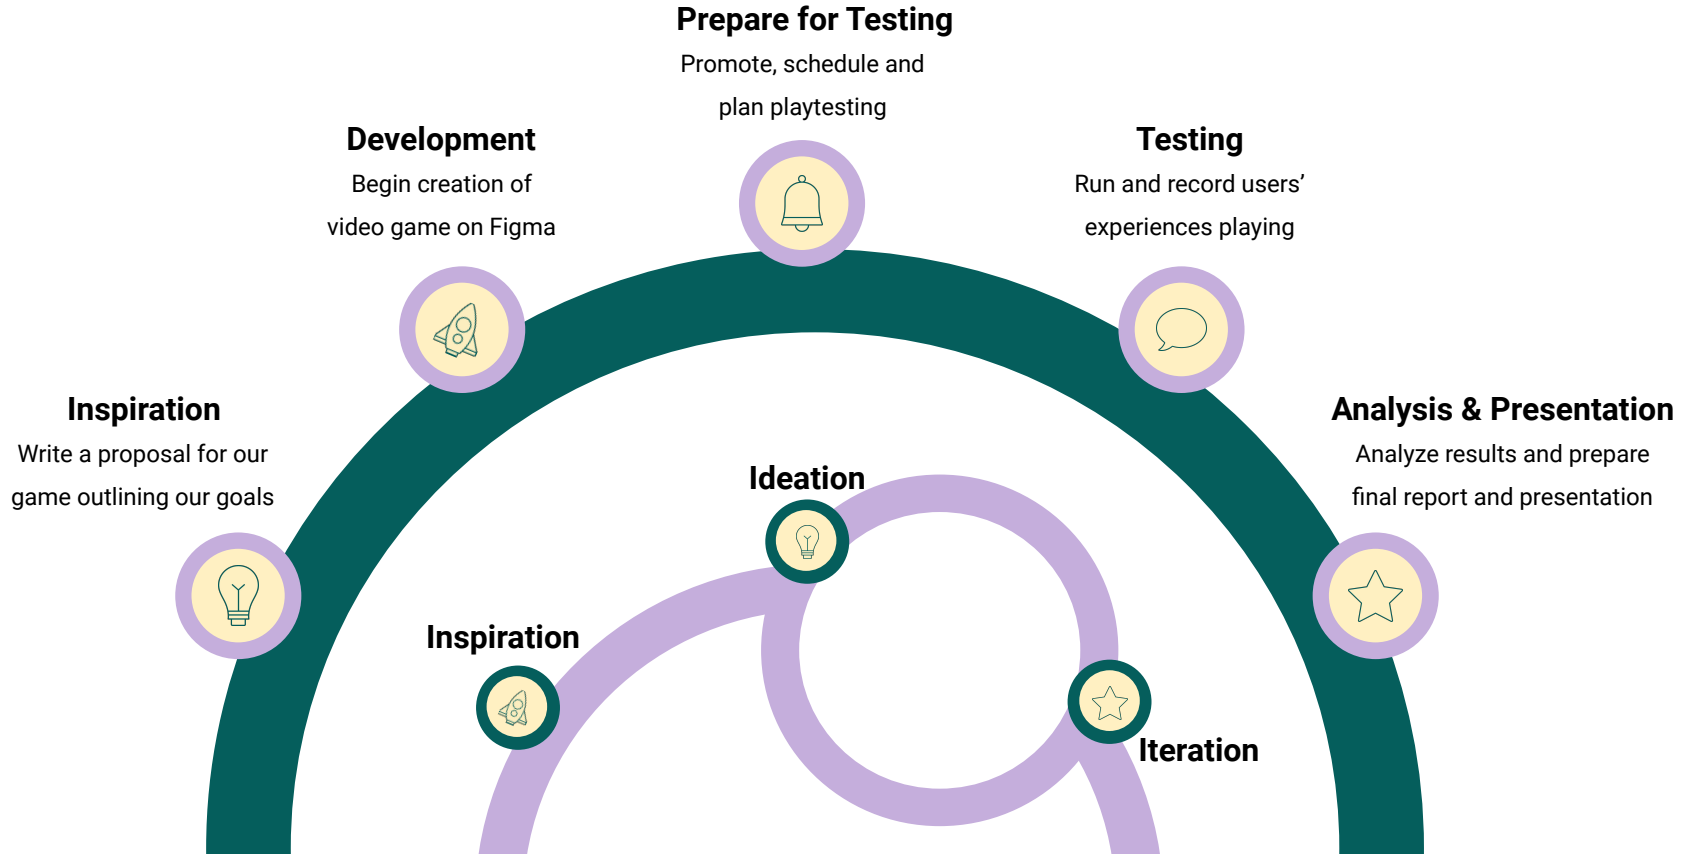 Prepare for Testing
Promote, schedule and
plan playtesting
Development
Begin creation of
video game on Figma
Testing
Run and record users’
experiences playing
Inspiration
Write a proposal for our
game outlining our goals
Analysis & Presentation
Analyze results and prepare
final report and presentation
Ideation
Inspiration
Iteration